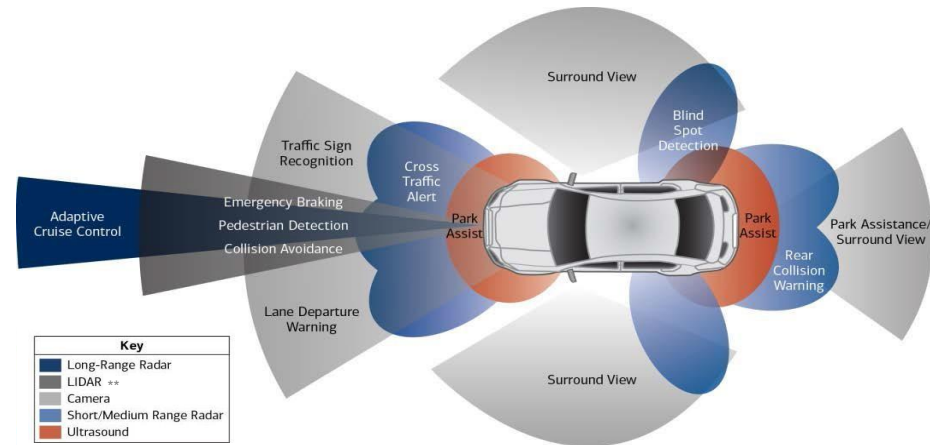 Surround View
Blind
Spot
Detection
Traffic Sign
Recognition
Cross
Traffic
Alert
Emergency Braking
Adaptive
Cruise Control
Pedestrian Detection
Park
Assist
Park
Assist
Park Assistance/
Surround View
Collision Avoidance
Rear
Collision
Warning
Lane Departure
Warning
Surround View
Key
Long-Range Radar
LIDAR **
Camera
Short/Medium Range Radar
Ultrasound